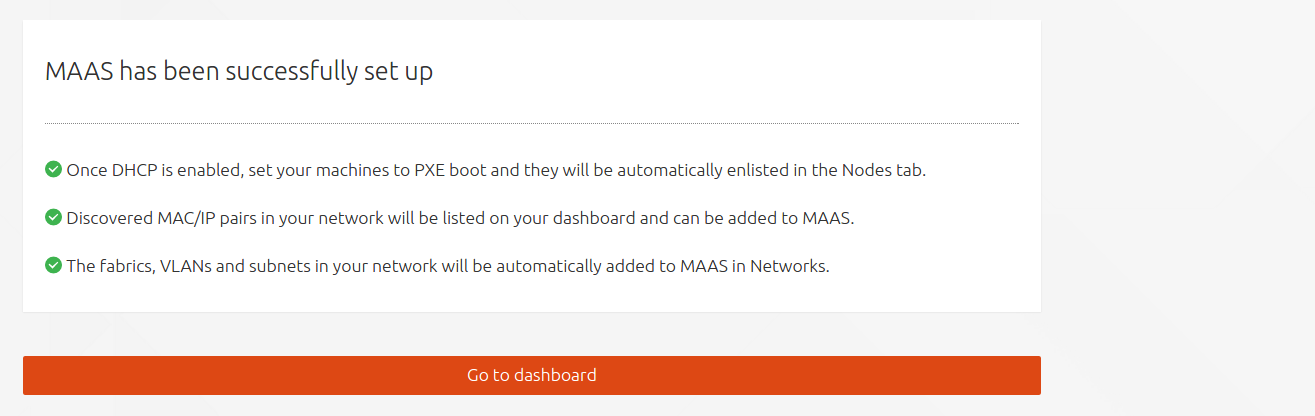 MAAS has been successfully set up
Once DHCP is enabled, set your machines to PXE boot and they will be automatically enlisted in the Nodes tab.
Discovered MAC/IP pairs in your network will be listed on your dashboard and can be added to MAAS.
The fabrics, VLANs and subnets in your network will be automatically added to MAAS in Networks.
Go to dashboard